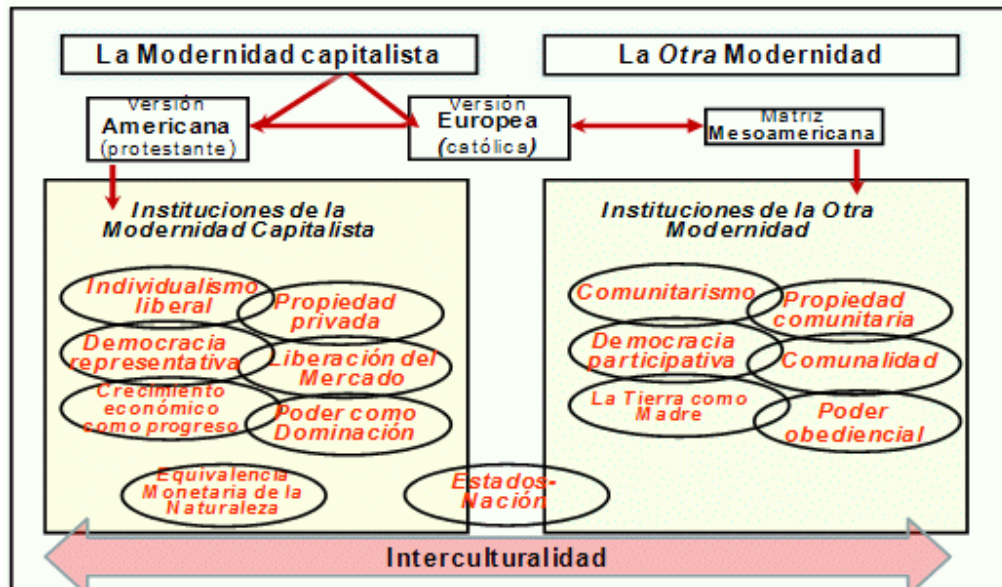 La Modernidad capitalista
La Otra Modernidad
Versión
Americana
(protestante)
Versión
Europea
(católica)
Matriz
Mesoamericana
Instituciones de la
Modernidad Capitalista
Individualismo
liberal
Propiedad
privada
Democracia
representativa
Liberación del
Mercado
Crecimiento
económico
como progreso
Poder como
Dominación
Equivalencia
Monetaria de la
Naturaleza
Estados-
Nación
Instituciones de la Otra
Modernidad
Comunitarismo
Propiedad
comunitaria
Democracia
participativa
Comunalidad
La Tierra como
Madre
Poder
obediencial
Interculturalidad